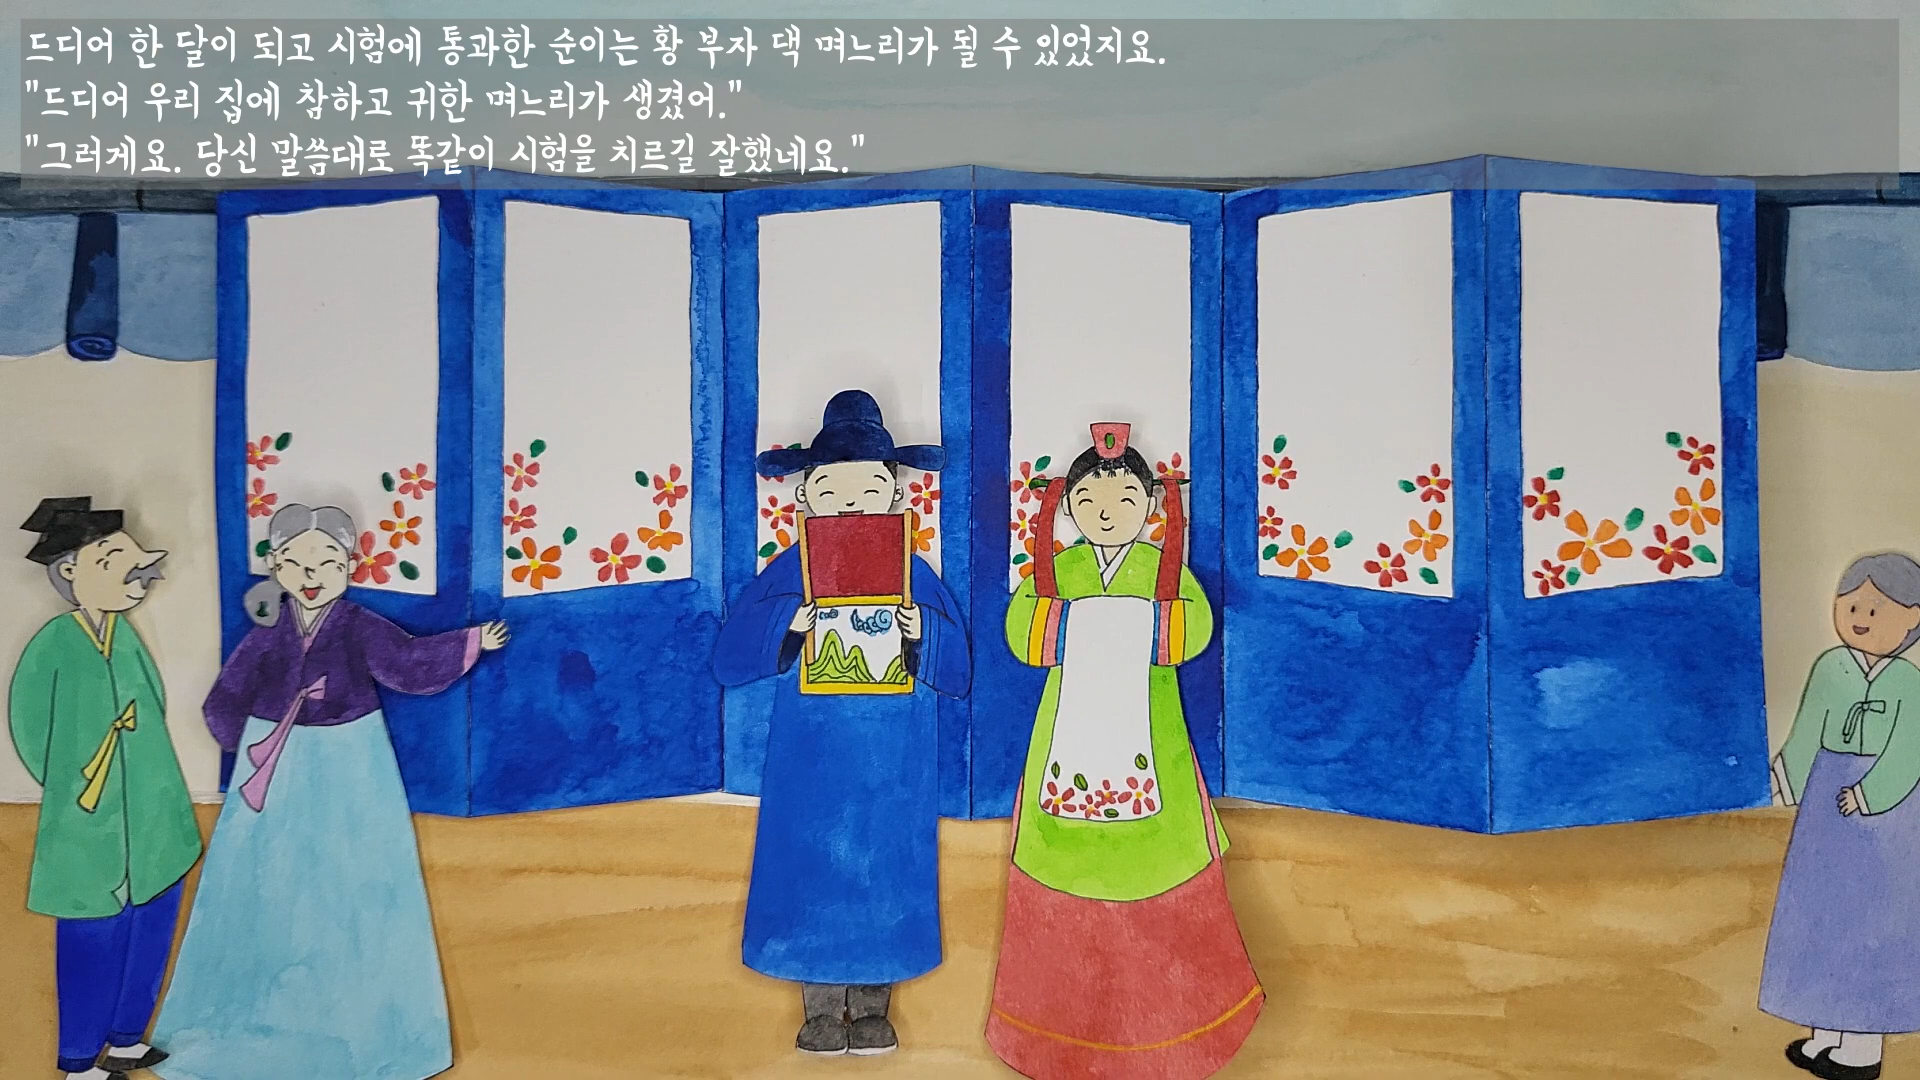 드디어 한 달이 되고 시험에 통과한 순이는 황 부자 댁 며느리가 될 수 있었지요.
"드디어 우리 집에 참하고 귀한 며느리가 생겼어."
"그러게요. 당신 말씀대로 똑같이 시험을 치르길 잘했네요."